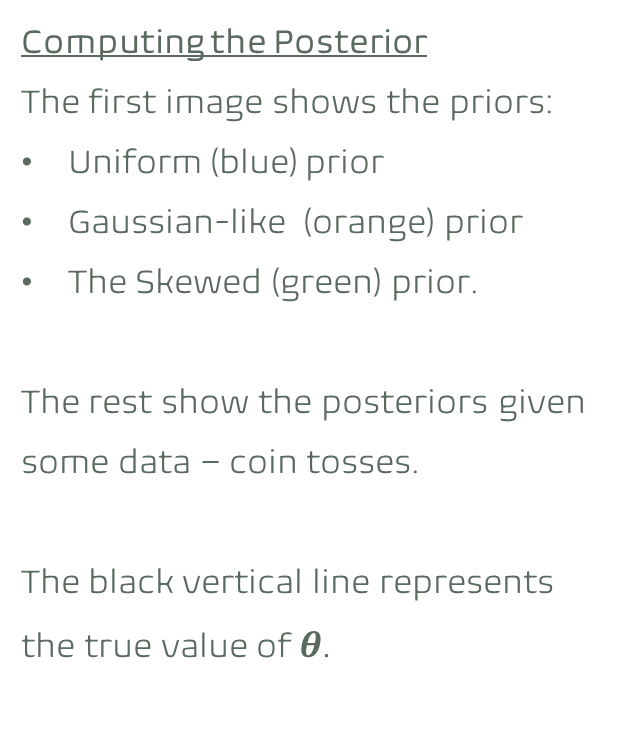 Computing the Posterior
The first image shows the priors:
• Uniform (blue) prior
• Gaussian-like  (orange) prior
• The Skewed (green) prior.
The rest show the posteriors given
some data – coin tosses.
The black vertical line represents
the true value of θ.